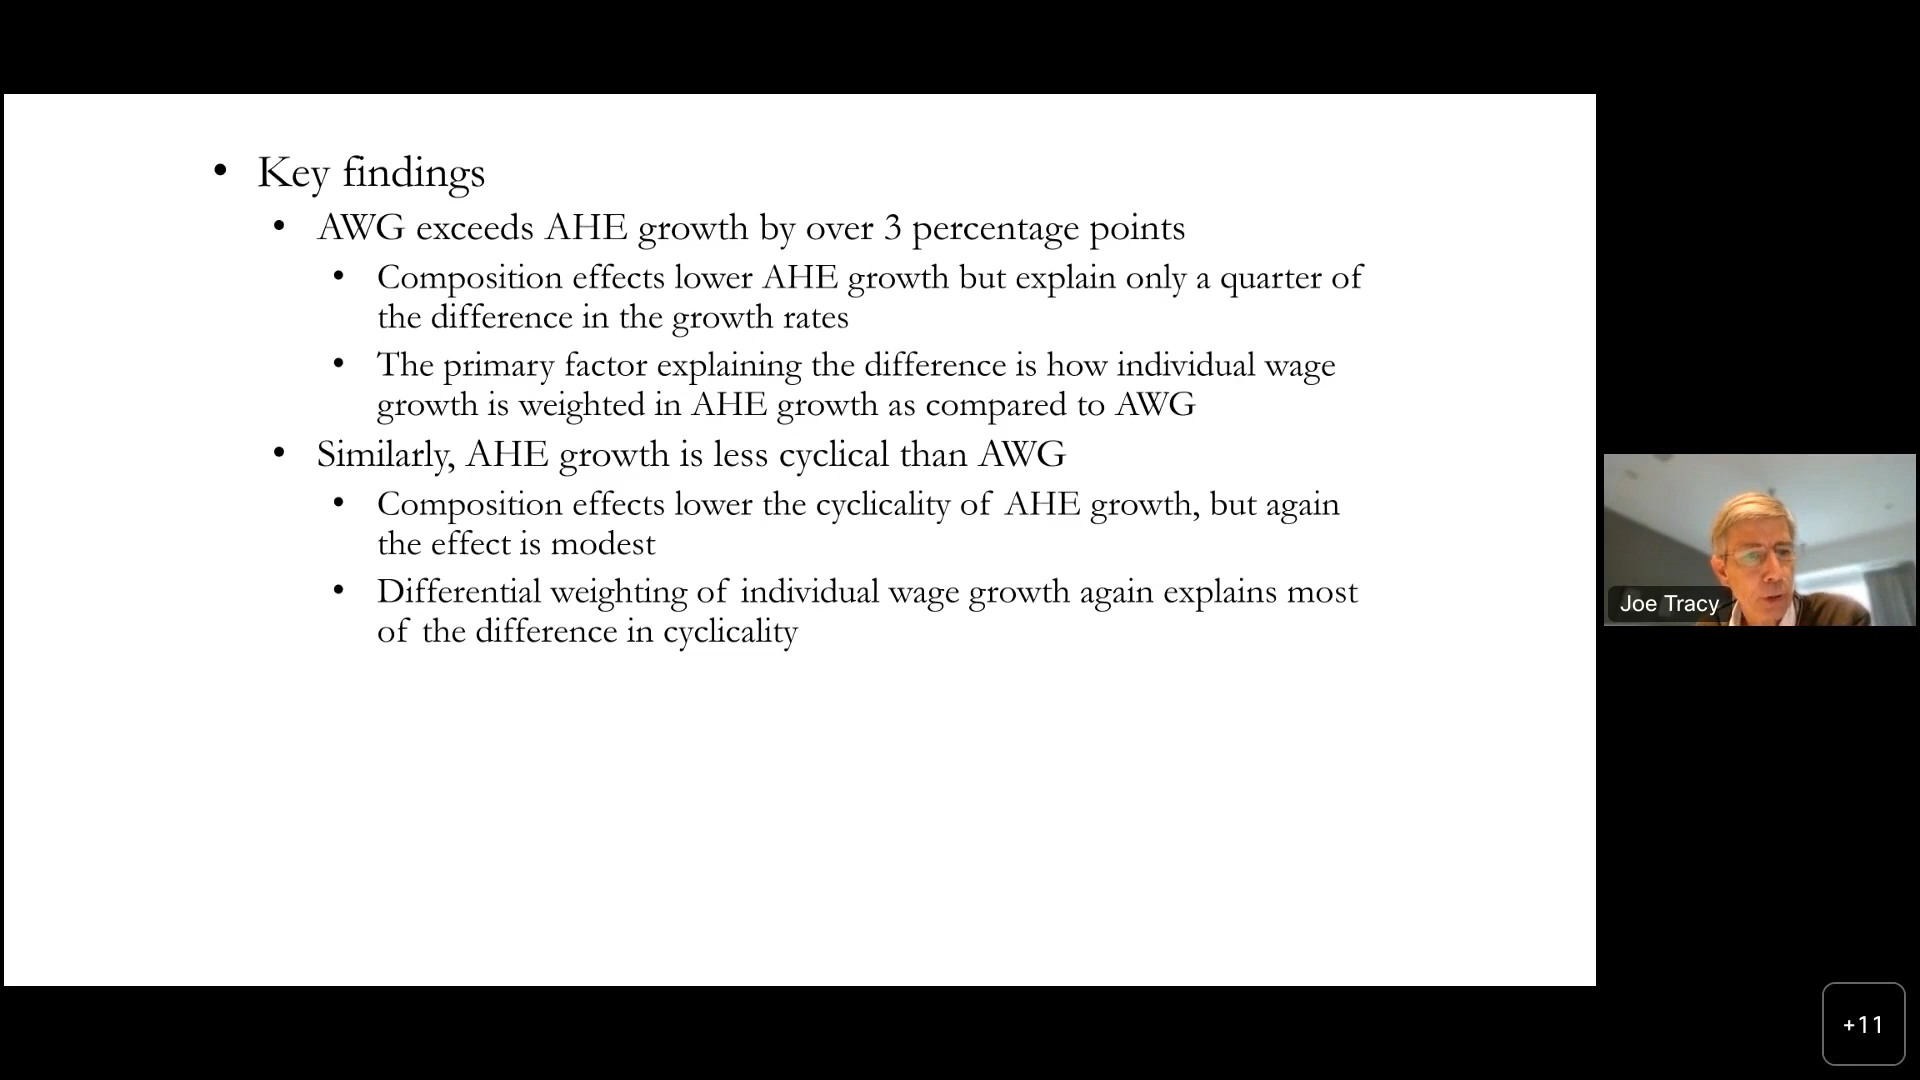 • Key findings
• AWG exceeds AHE growth by over 3 percentage points
• Composition effects lower AHE growth but explain only a quarter of
the difference in the growth rates
• The primary factor explaining the difference is how individual wage
growth is weighted in AHE growth as compared to AWG
• Similarly, AHE growth is less cyclical than AWG
• Composition effects lower the cyclicality of AHE growth, but again
the effect is modest
• Differential weighting of individual wage growth again explains most
of the difference in cyclicality
Joe Tracy
+11